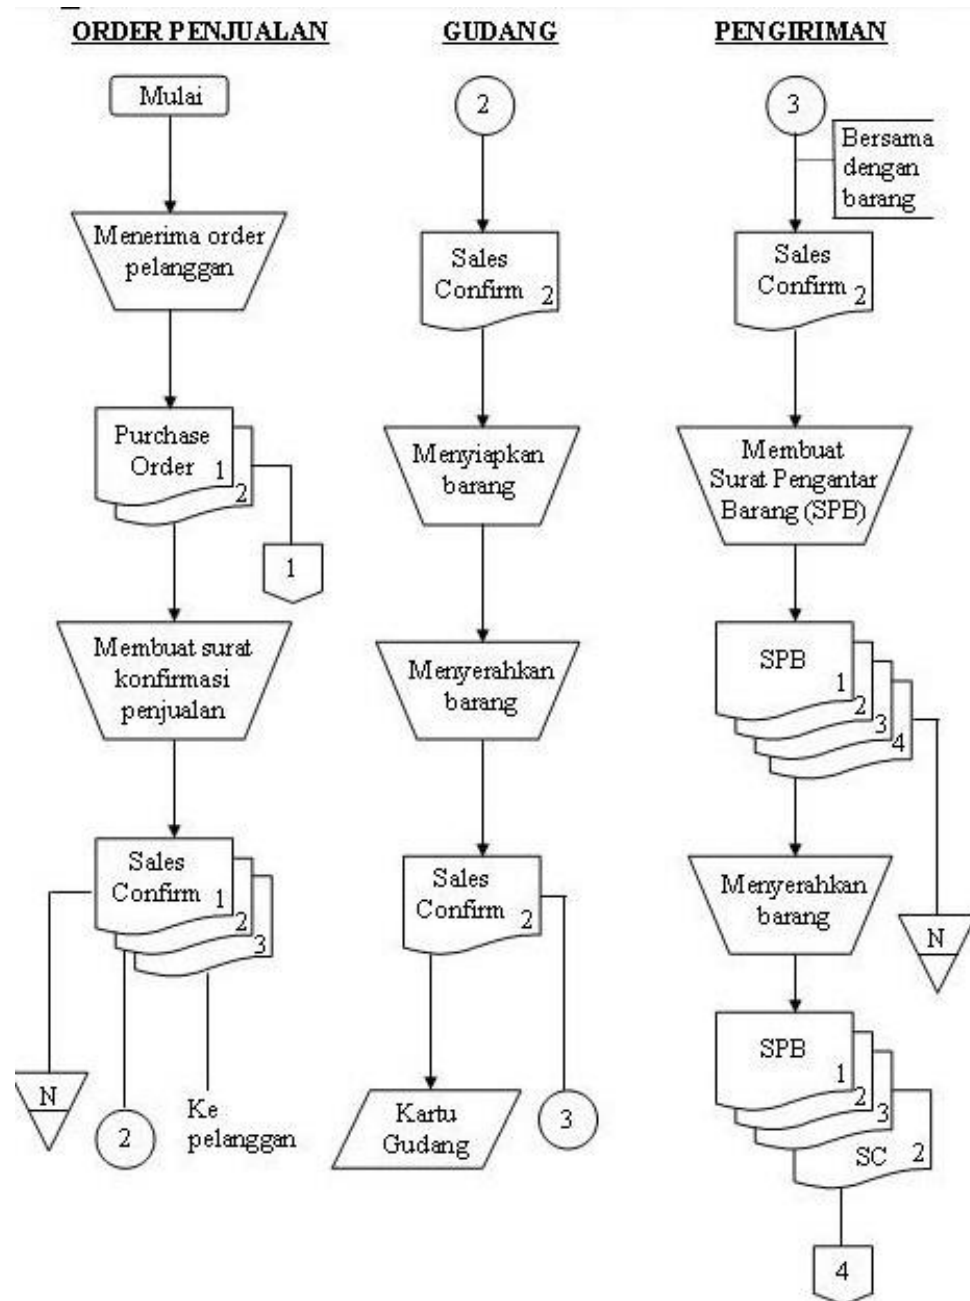 ORDER PENJUALAN
Mulai
Menerima order
pelanggan
Purchase
Order 1
2
1
Membuat surat
konfirmasi
penjualan
Sales
Confirm 1
2
3
N
2
Ke
pelanggan
GUDANG
2
Sales
Confirm 2
Menyiapkan
barang
Menyerahkan
barang
Sales
Confirm 2
Kartu
Gudang
3
PENGIRIMAN
3
Bersama
dengan
barang
Sales
Confirm 2
Membuat
Surat Pengantar
Barang (SPB)
SPB
1
2
3
4
Menyerahkan
barang
N
SPB
1
2
3
SC 2
4